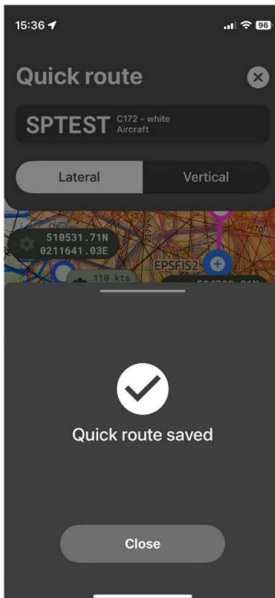 15:36
96
Quick route
SPTEST
C172 - white
Aircraft
Lateral
Vertical
510531.71N
0211641.03E
EPSFIS2
110 kts
Quick route saved
Close